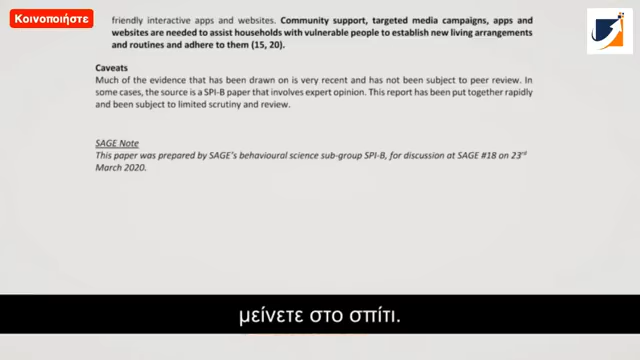 Κοινοποιήστε
friendly interactive apps and websites. Community support, targeted media campaigns, apps and
websites are needed to assist households with vulnerable people to establish new living arrangements
and routines and adhere to them (15, 20).
Caveats
Much of the evidence that has been drawn on is very recent and has not been subject to peer review. In
some cases, the source is a SPI-B paper that involves expert opinion. This report has been put together rapidly
and been subject to limited scrutiny and review.
SAGE Note
This paper was prepared by SAGE's behavioural science sub-group SPI-B, for discussion at SAGE #18 on 23rd
March 2020.
μείνετε στο σπίτι.